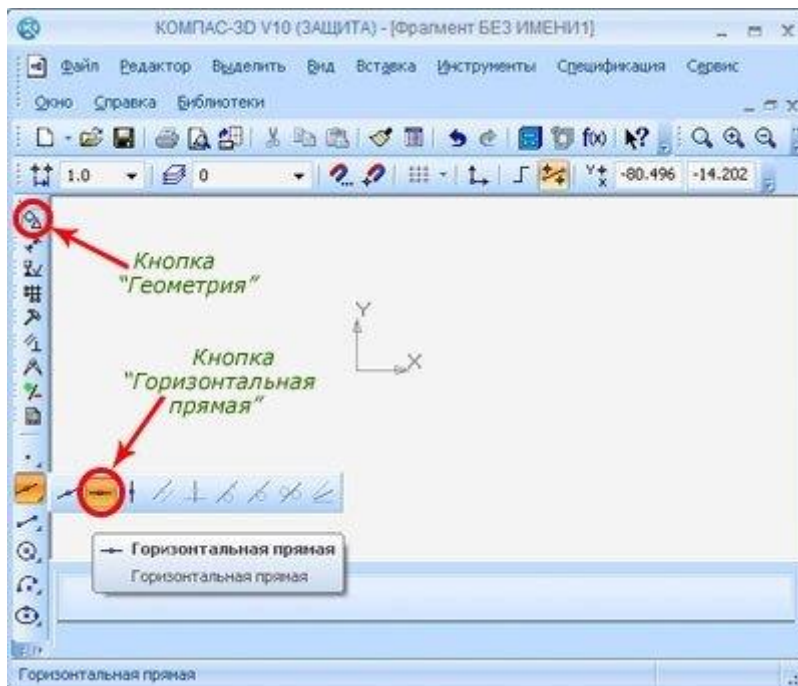 КОМПАС-3D V10 (ЗАЩИТА) - [Фрагмент БЕЗ ИМЕНИ1]
Файл Редактор Выделить Вид Вставка Инструменты Спецификация Сервис
Окно Справка Библиотеки
f(x)
1.0 0 Y X -80.496 -14.202
Кнопка
"Геометрия"
Y
X
Кнопка
"Горизонтальная
прямая"
Горизонтальная прямая
Горизонтальная прямая
Горизонтальная прямая